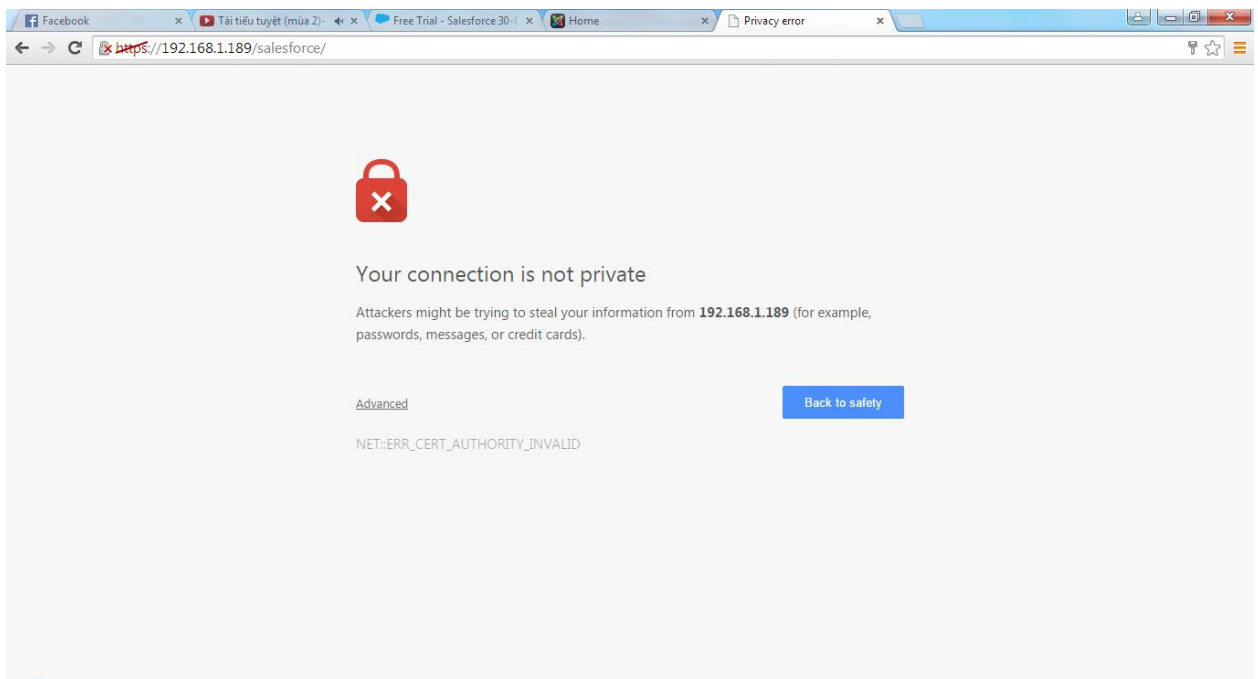 Facebook
Tài tiếu tuyệt (mùa 2)-
Free Trial - Salesforce 30-D
Home
Privacy error
https://192.168.1.189/salesforce/
Your connection is not private
Attackers might be trying to steal your information from 192.168.1.189 (for example,
passwords, messages, or credit cards).
Advanced
Back to safety
NET::ERR_CERT_AUTHORITY_INVALID